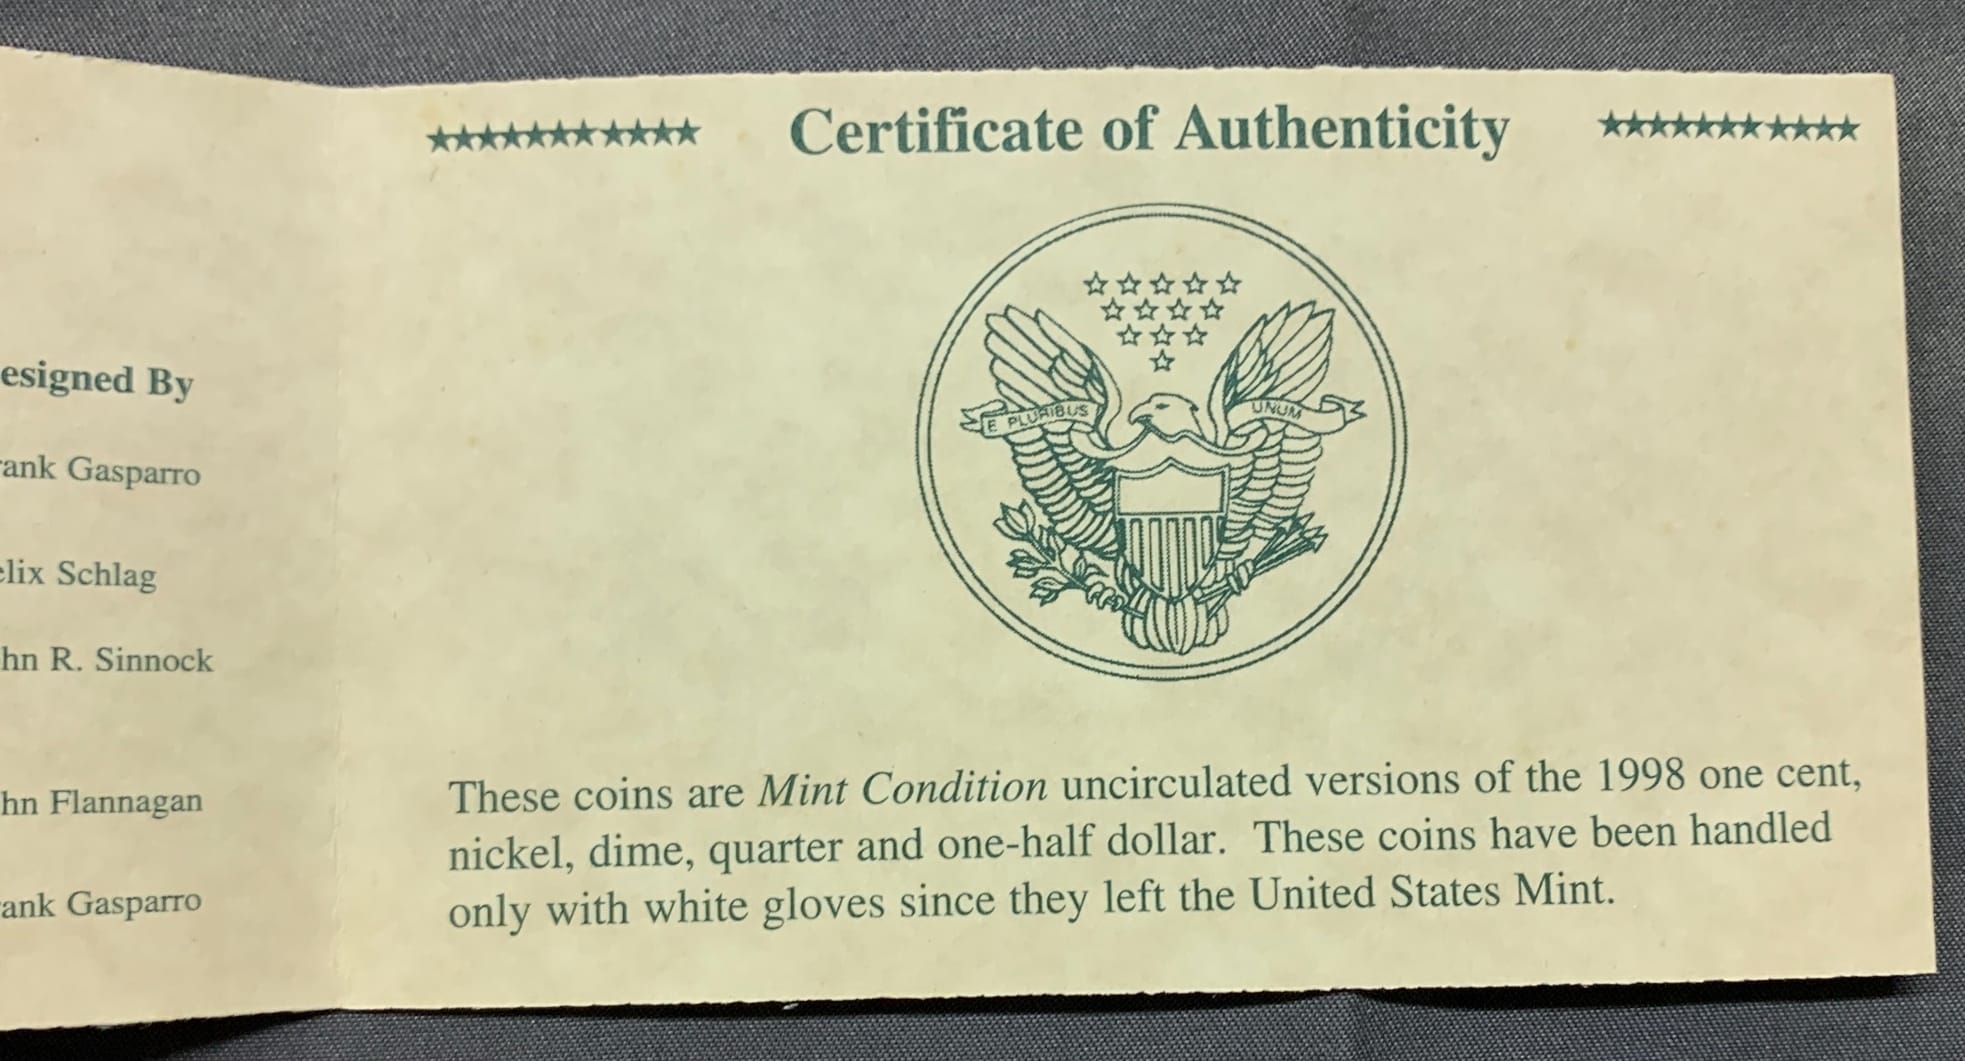 Certificate of Authenticity
E PLURIBUS UNUM
esigned By
ank Gasparro
lix Schlag
hn R. Sinnock
hn Flannagan
ank Gasparro
These coins are Mint Condition uncirculated versions of the 1998 one cent,
nickel, dime, quarter and one-half dollar. These coins have been handled
only with white gloves since they left the United States Mint.